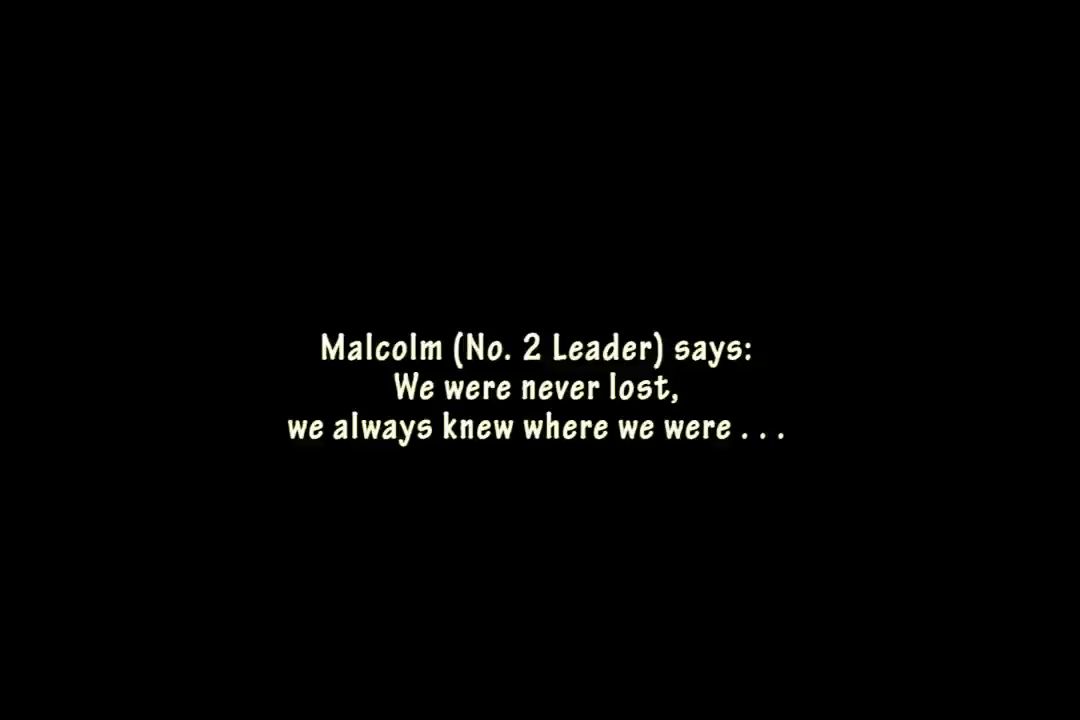 Malcolm (No. 2 Leader) says:
We were never lost,
we always knew where we were . . .